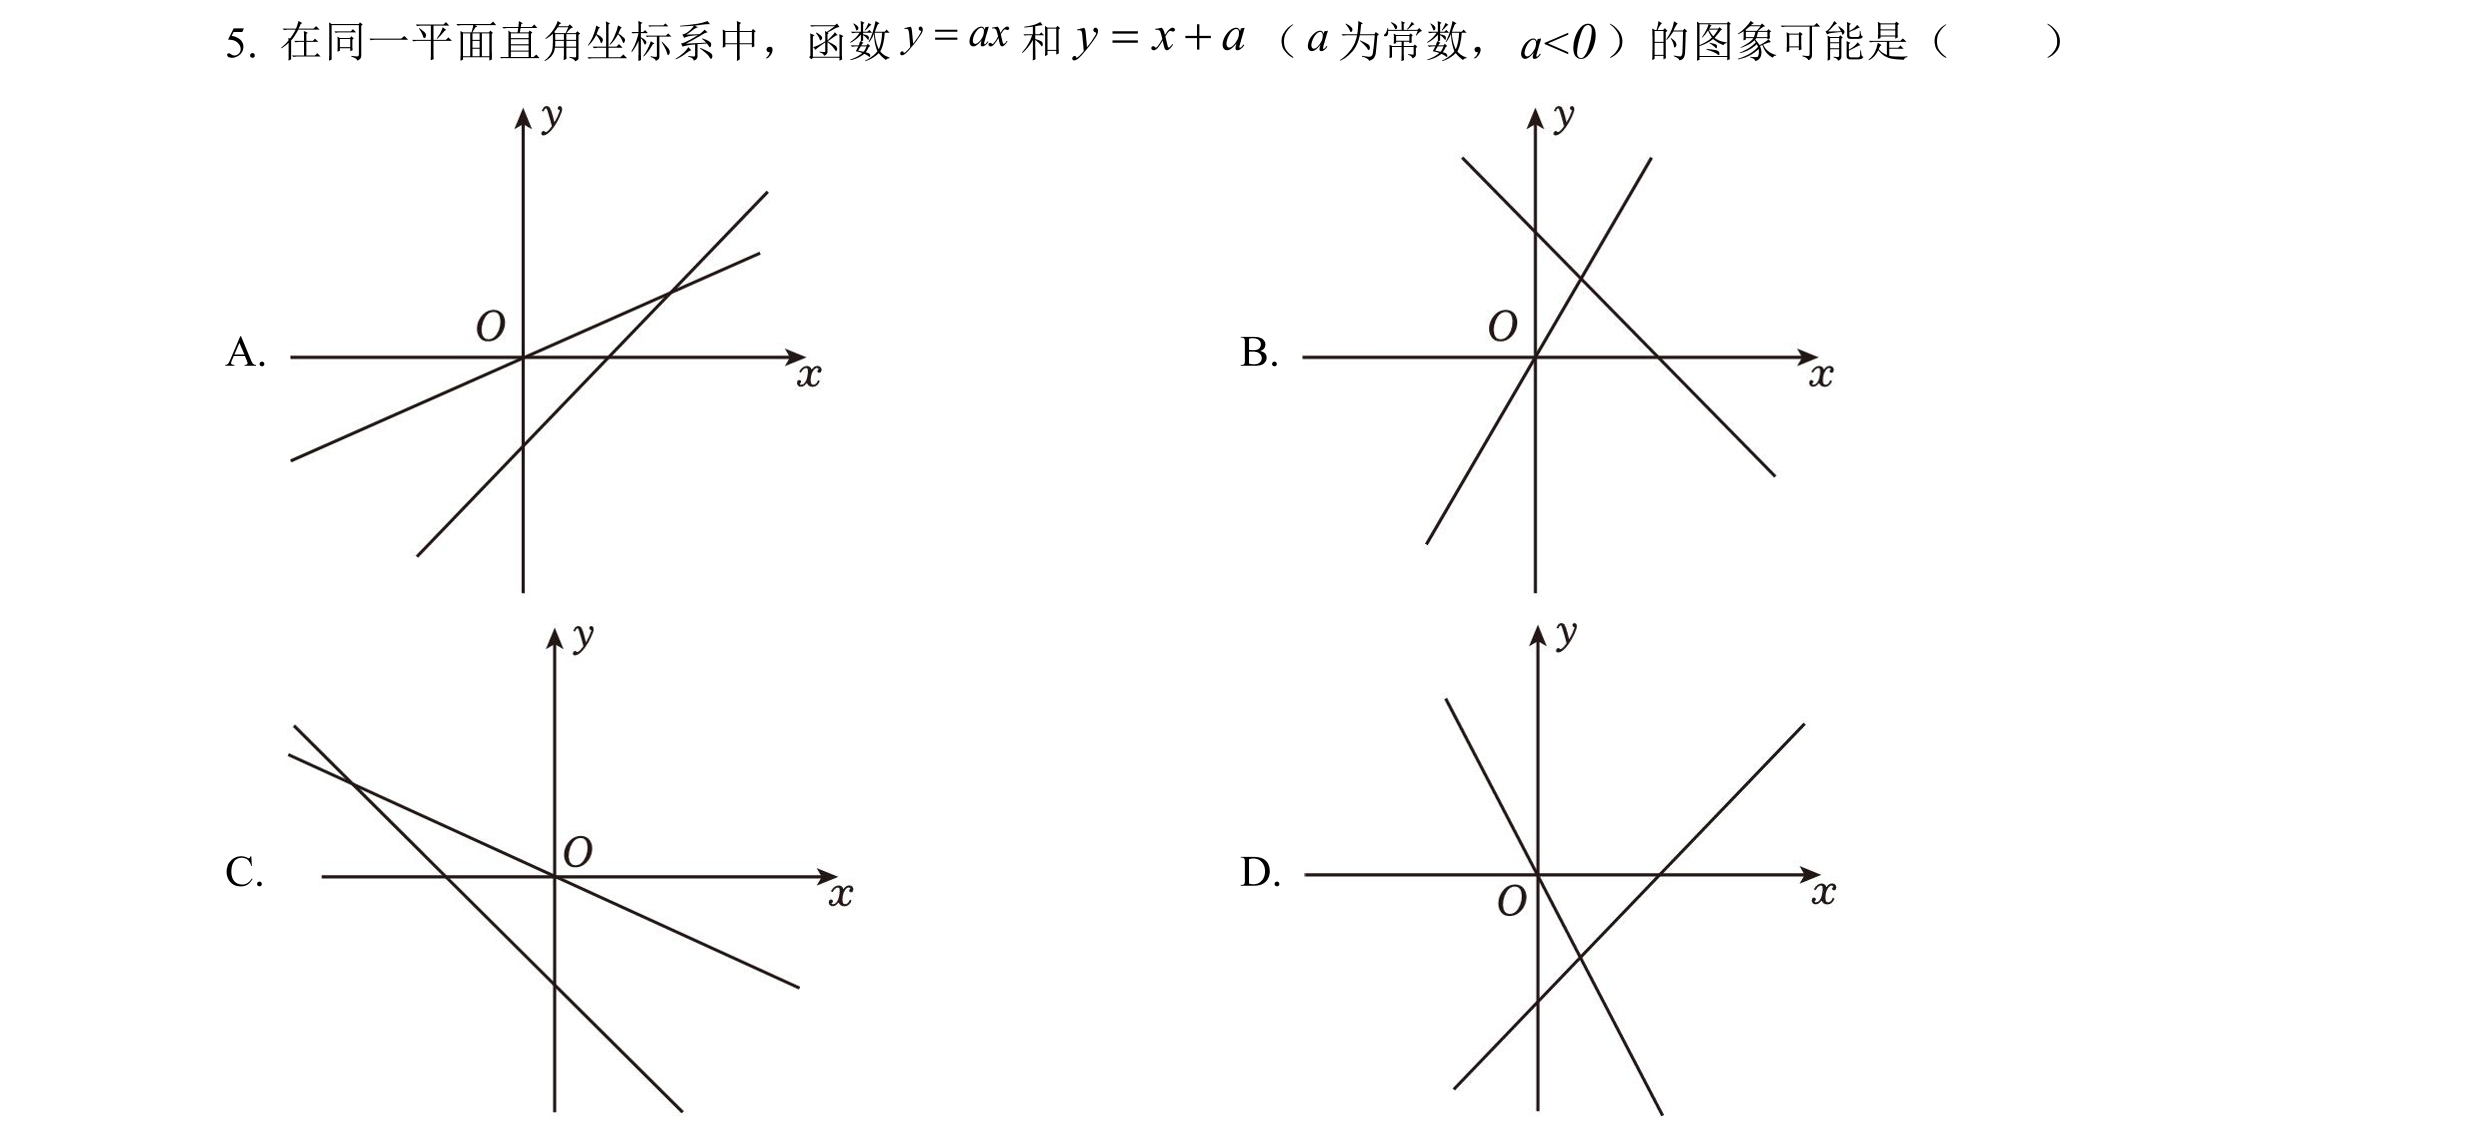 5. 在同一平面直角坐标系中，函数 y = ax 和 y = x + a （a 为常数，a<0）的图象可能是（　　）
y
y
O
O
A.
B.
x
x
y
y
O
C.
D.
x
O
x